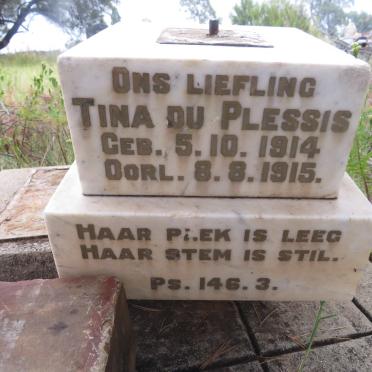 ONS LIEFLING
TINA DU PLESSIS
GEB. 5. 10. 1914.
OORL. 8. 8. 1915.
HAAR PLEK IS LEEG
HAAR STEM IS STIL.
PS. 146. 3.